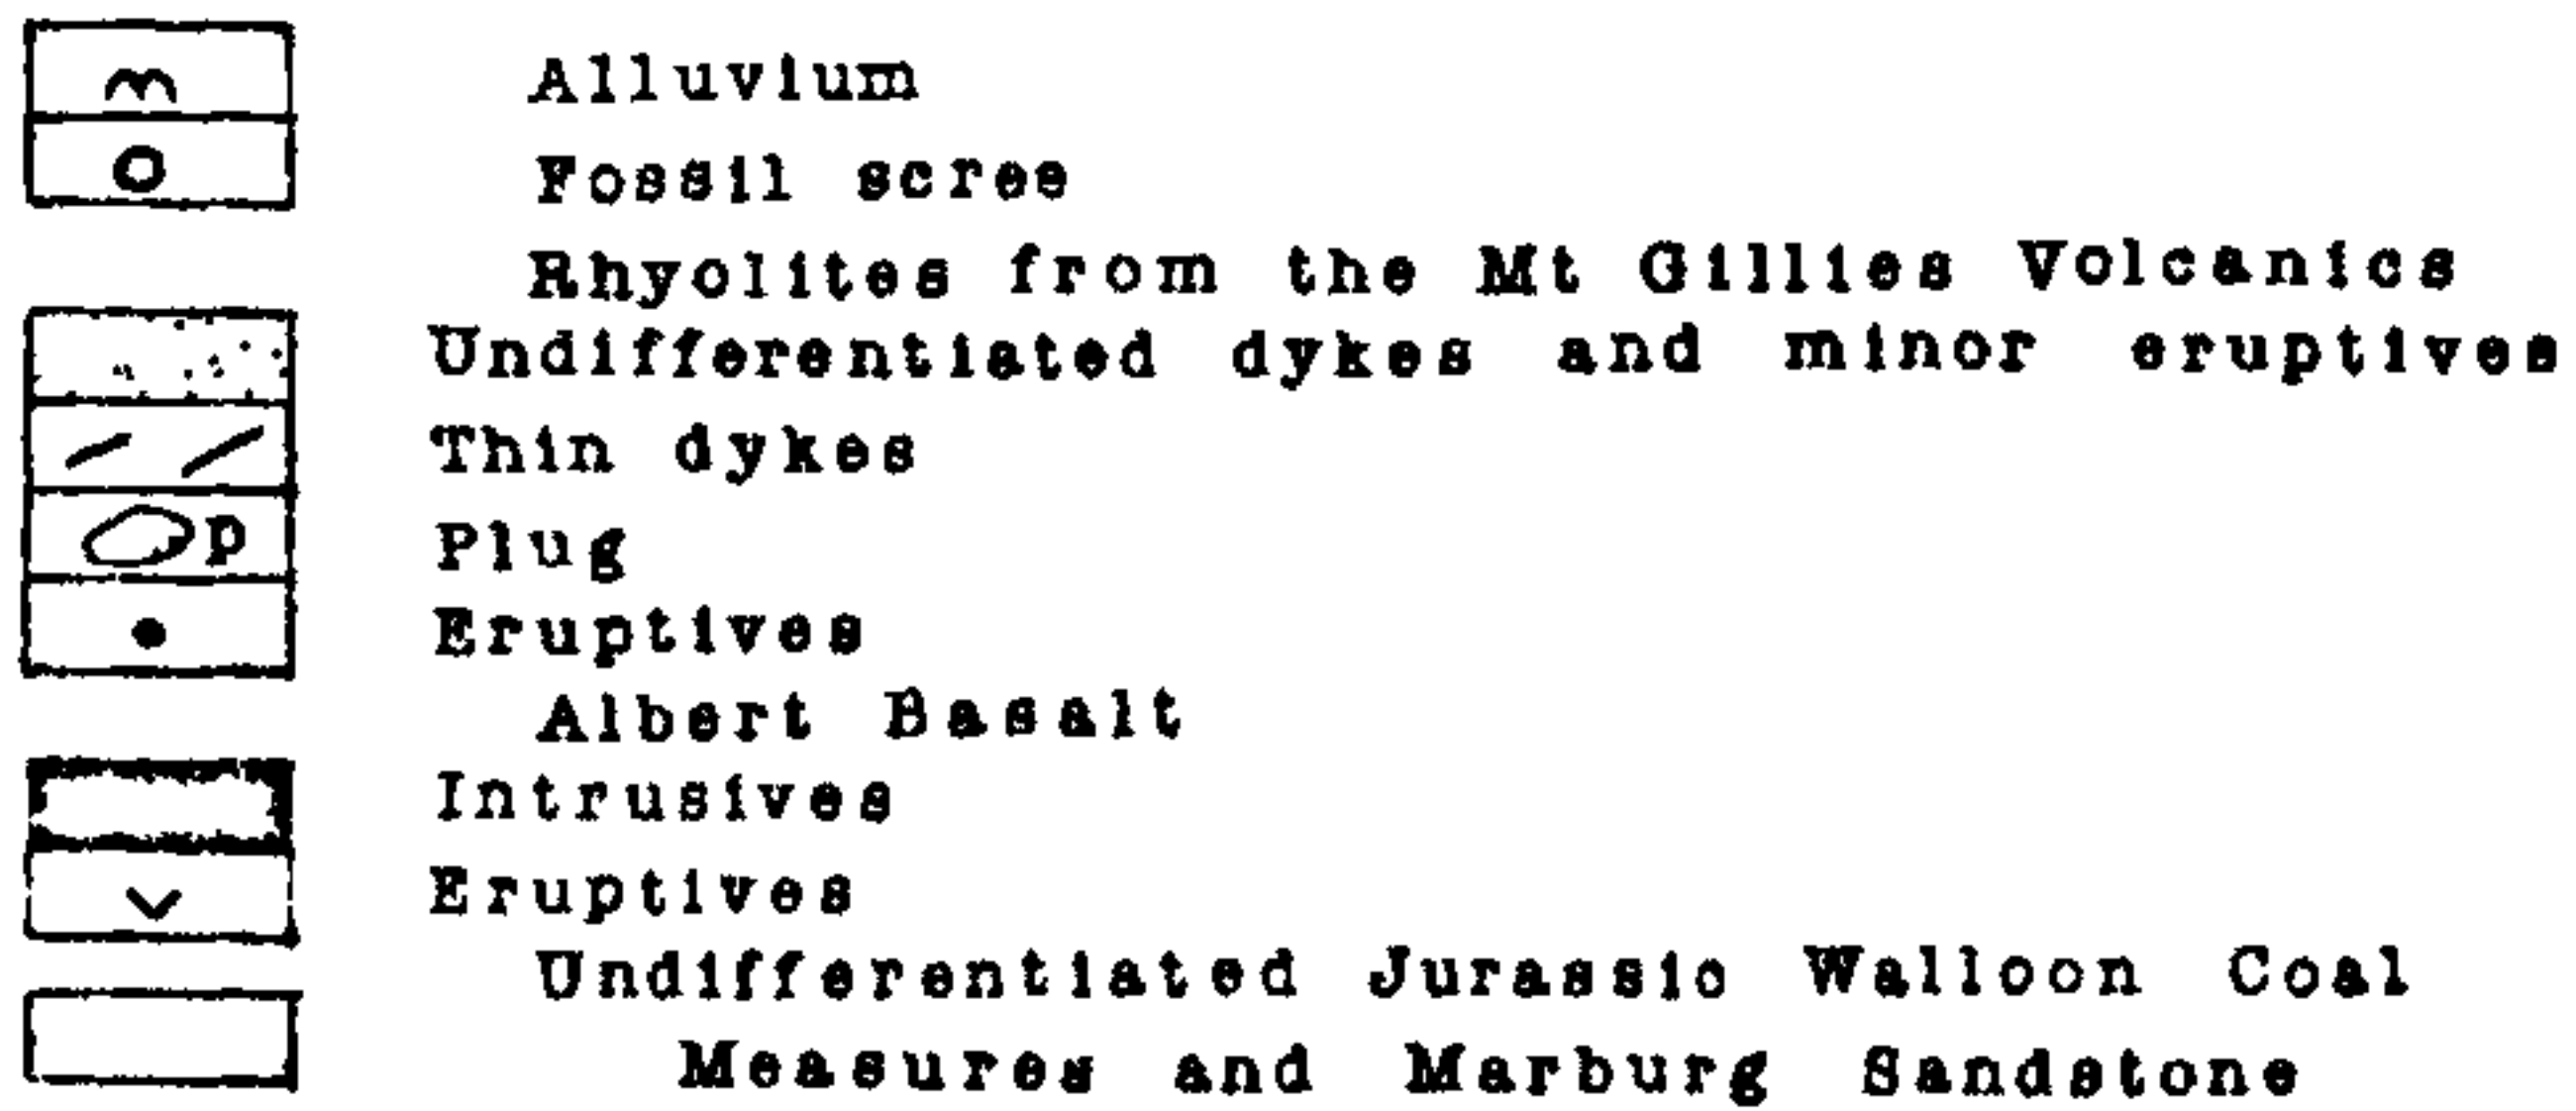 Alluvium
Fossil scree
Rhyolites from the Mt Gillies Volcanics
Undifferentiated dykes and minor eruptives
Thin dykes
p Plug
Eruptives
Albert Basalt
Intrusives
Eruptives
Undifferentiated Jurassic Walloon Coal
Measures and Marburg Sandstone